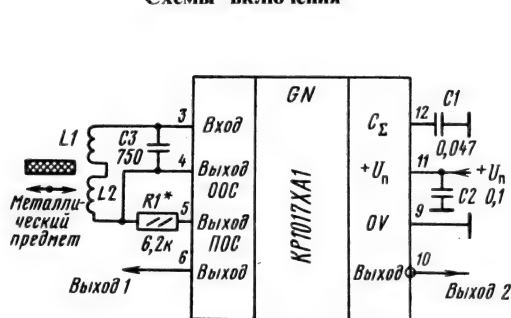 Схемы включения
GN
КР1017ХА1
3
Вход
4
Выход
ООС
5
Выход
ПОС
6
Выход
L1
L2
C3
750
R1*
6,2к
Металли-
ческий
предмет
Выход 1
CΣ
12
C1
0,047
+Uп
11
+Uп
C2 0,1
0V
9
Выход
10
Выход 2